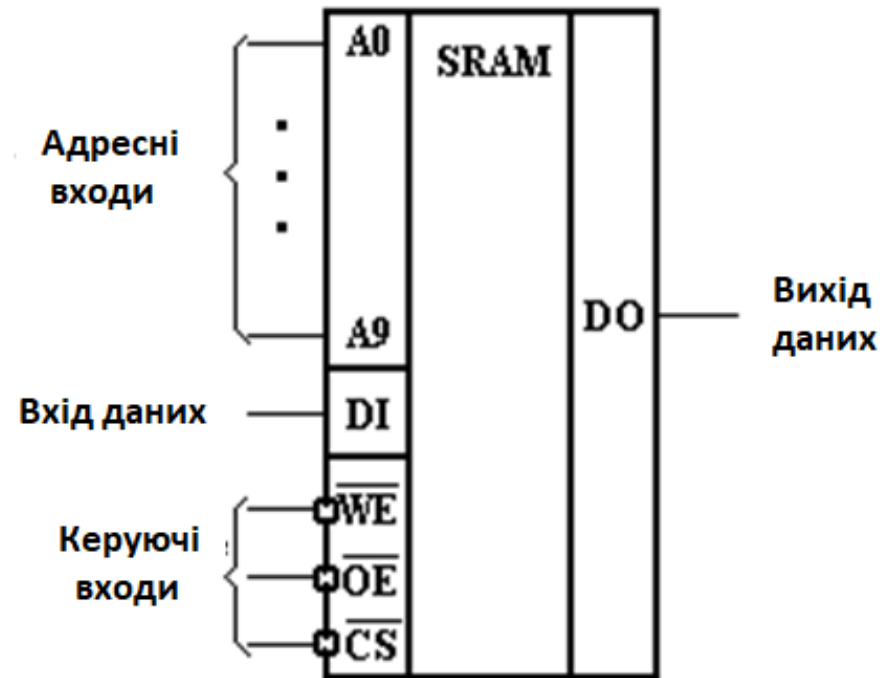 A0
SRAM
Адресні
входи
A9
DO
Вихід
даних
Вхід даних
DI
WE
Керуючі
входи
OE
CS